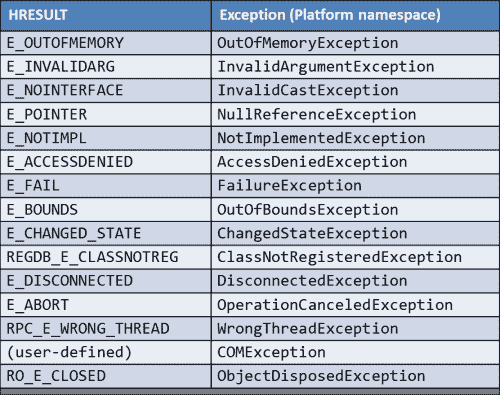 HRESULT Exception (Platform namespace)
E_OUTOFMEMORY OutOfMemoryException
E_INVALIDARG InvalidArgumentException
E_NOINTERFACE InvalidCastException
E_POINTER NullReferenceException
E_NOTIMPL NotImplementedException
E_ACCESSDENIED AccessDeniedException
E_FAIL FailureException
E_BOUNDS OutOfBoundsException
E_CHANGED_STATE ChangedStateException
REGDB_E_CLASSNOTREG ClassNotRegisteredException
E_DISCONNECTED DisconnectedException
E_ABORT OperationCanceledException
RPC_E_WRONG_THREAD WrongThreadException
(user-defined) COMException
RO_E_CLOSED ObjectDisposedException